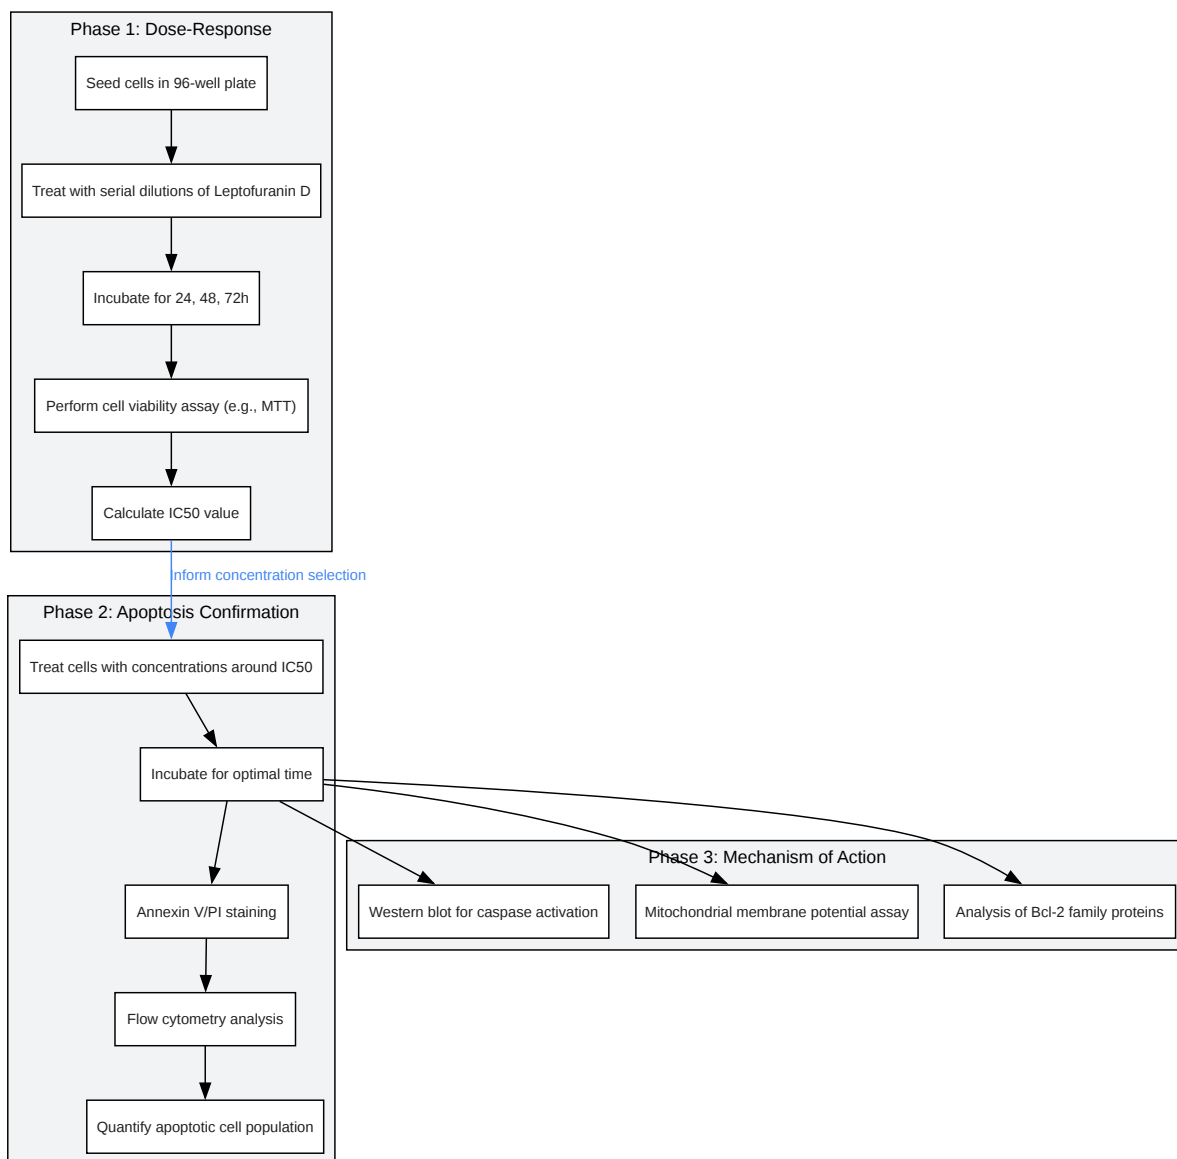 Phase 1: Dose-Response
Seed cells in 96-well plate
Treat with serial dilutions of Leptofuranin D
Incubate for 24, 48, 72h
Perform cell viability assay (e.g., MTT)
Calculate IC50 value
Inform concentration selection
Phase 2: Apoptosis Confirmation
Treat cells with concentrations around IC50
Incubate for optimal time
Phase 3: Mechanism of Action
Annexin V/PI staining
Western blot for caspase activation
Mitochondrial membrane potential assay
Analysis of Bcl-2 family proteins
Flow cytometry analysis
Quantify apoptotic cell population